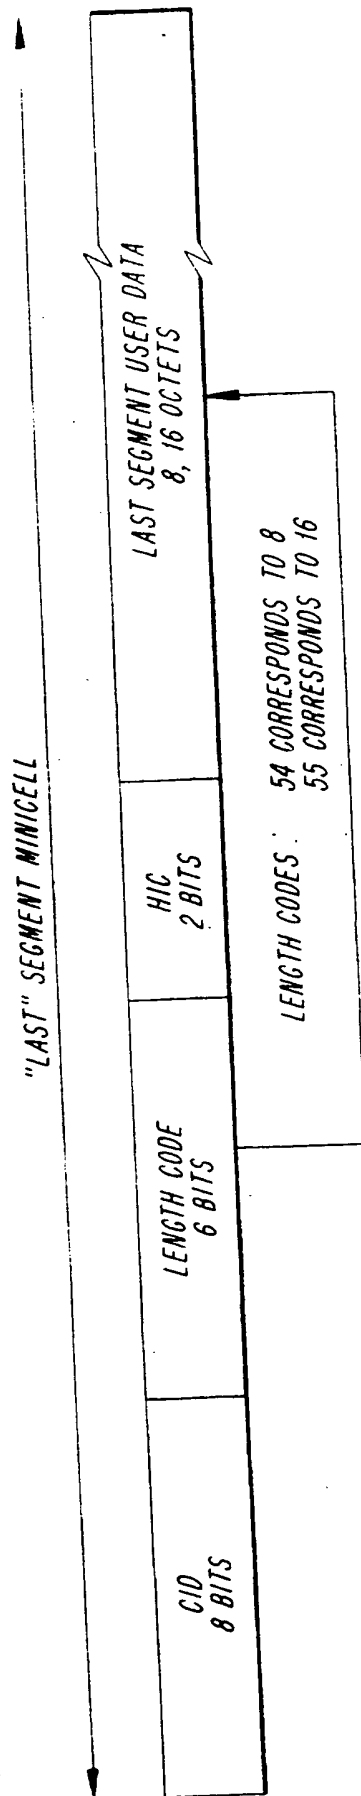 "LAST" SEGMENT MINICELL
CID
8 BITS
LENGTH CODE
6 BITS
HIC
2 BITS
LAST SEGMENT USER DATA
8, 16 OCTETS
LENGTH CODES : 54 CORRESPONDS TO 8
55 CORRESPONDS TO 16